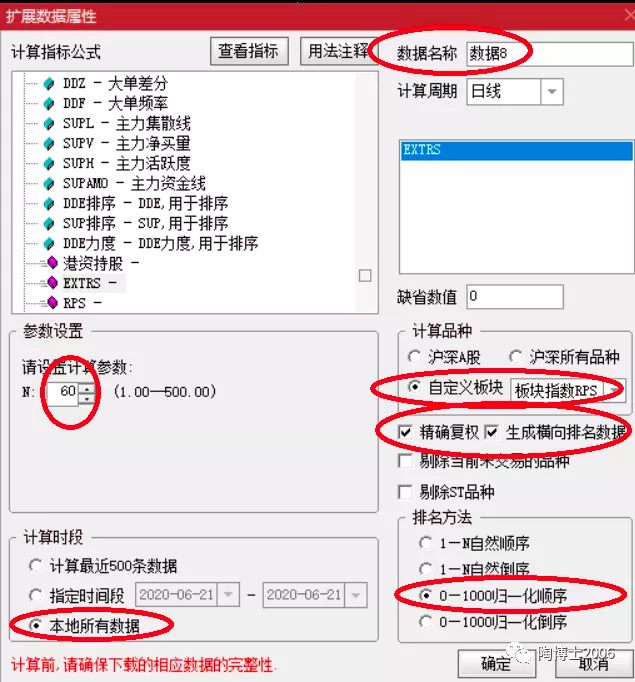 扩展数据属性
计算指标公式
查看指标
用法注释
数据名称 数据8
计算周期 日线
DDZ - 大单差分
DDF - 大单频率
SUPL - 主力集散线
SUPV - 主力净买量
SUPH - 主力活跃度
SUPAMO - 主力资金线
DDE排序 - DDE,用于排序
SUP排序 - SUP,用于排序
DDE力度 - DDE力度,用于排序
港资持股 -
EXTRS -
RPS -
EXTRS
缺省数值 0
参数设置
请设置计算参数:
N: 60 (1.00—500.00)
计算品种
沪深A股 沪深所有品种
自定义板块 板块指数RPS
精确复权 生成横向排名数据
剔除当前未交易的品种
剔除ST品种
计算时段
计算最近500条数据
指定时间段 2020-06-21 - 2020-06-21
本地所有数据
排名方法
1—N自然顺序
1—N自然倒序
0—1000归一化顺序
0—1000归一化倒序
计算前,请确保下载的相应数据的完整性.
确定 取消
陶博士2006